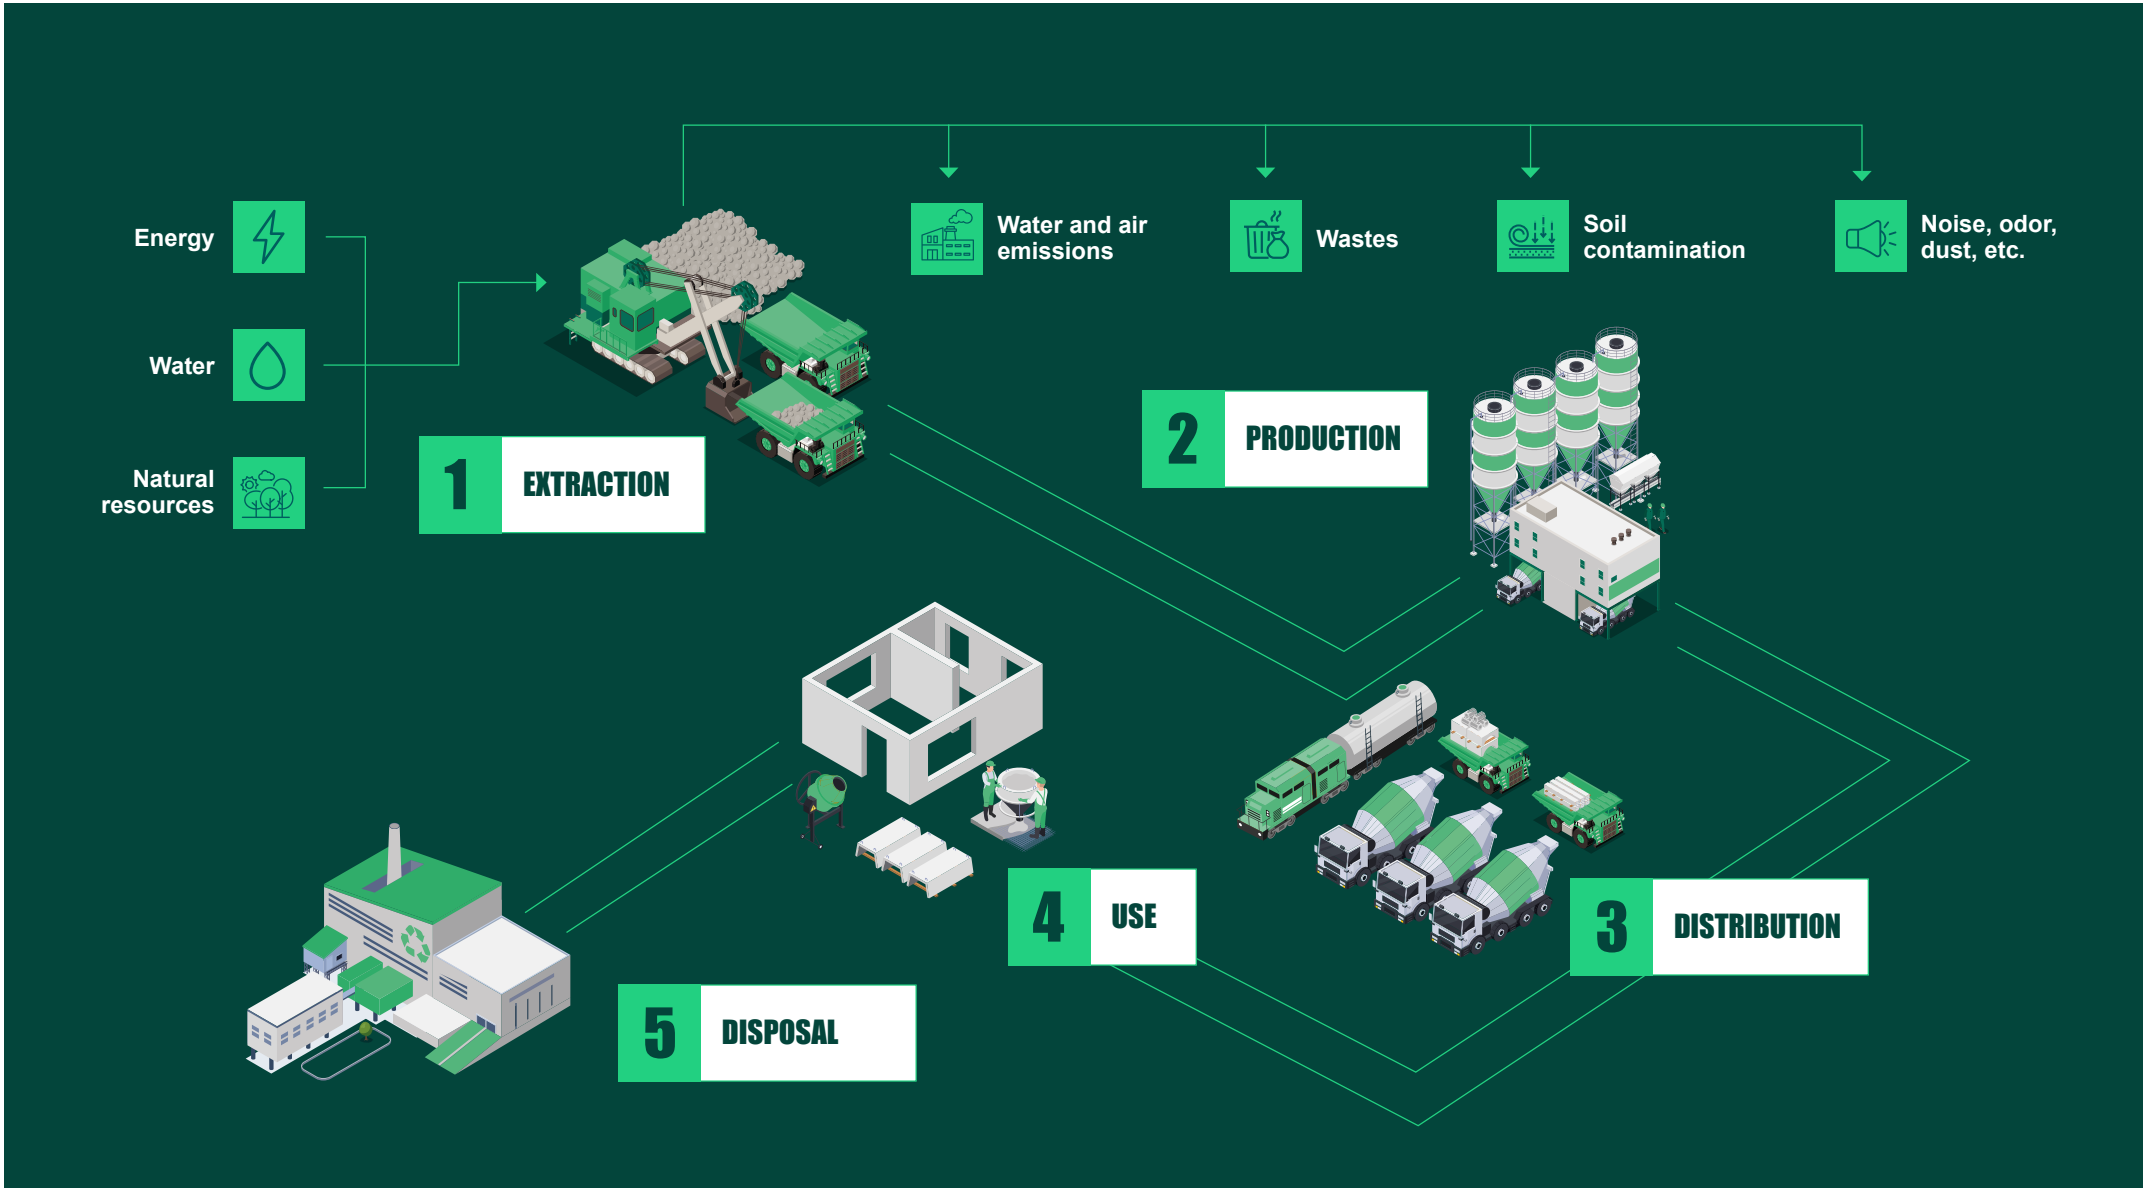 Energy
Water
Natural
resources
Water and air
emissions
Wastes
Soil
contamination
Noise, odor,
dust, etc.
1 EXTRACTION
2 PRODUCTION
3 DISTRIBUTION
4 USE
5 DISPOSAL